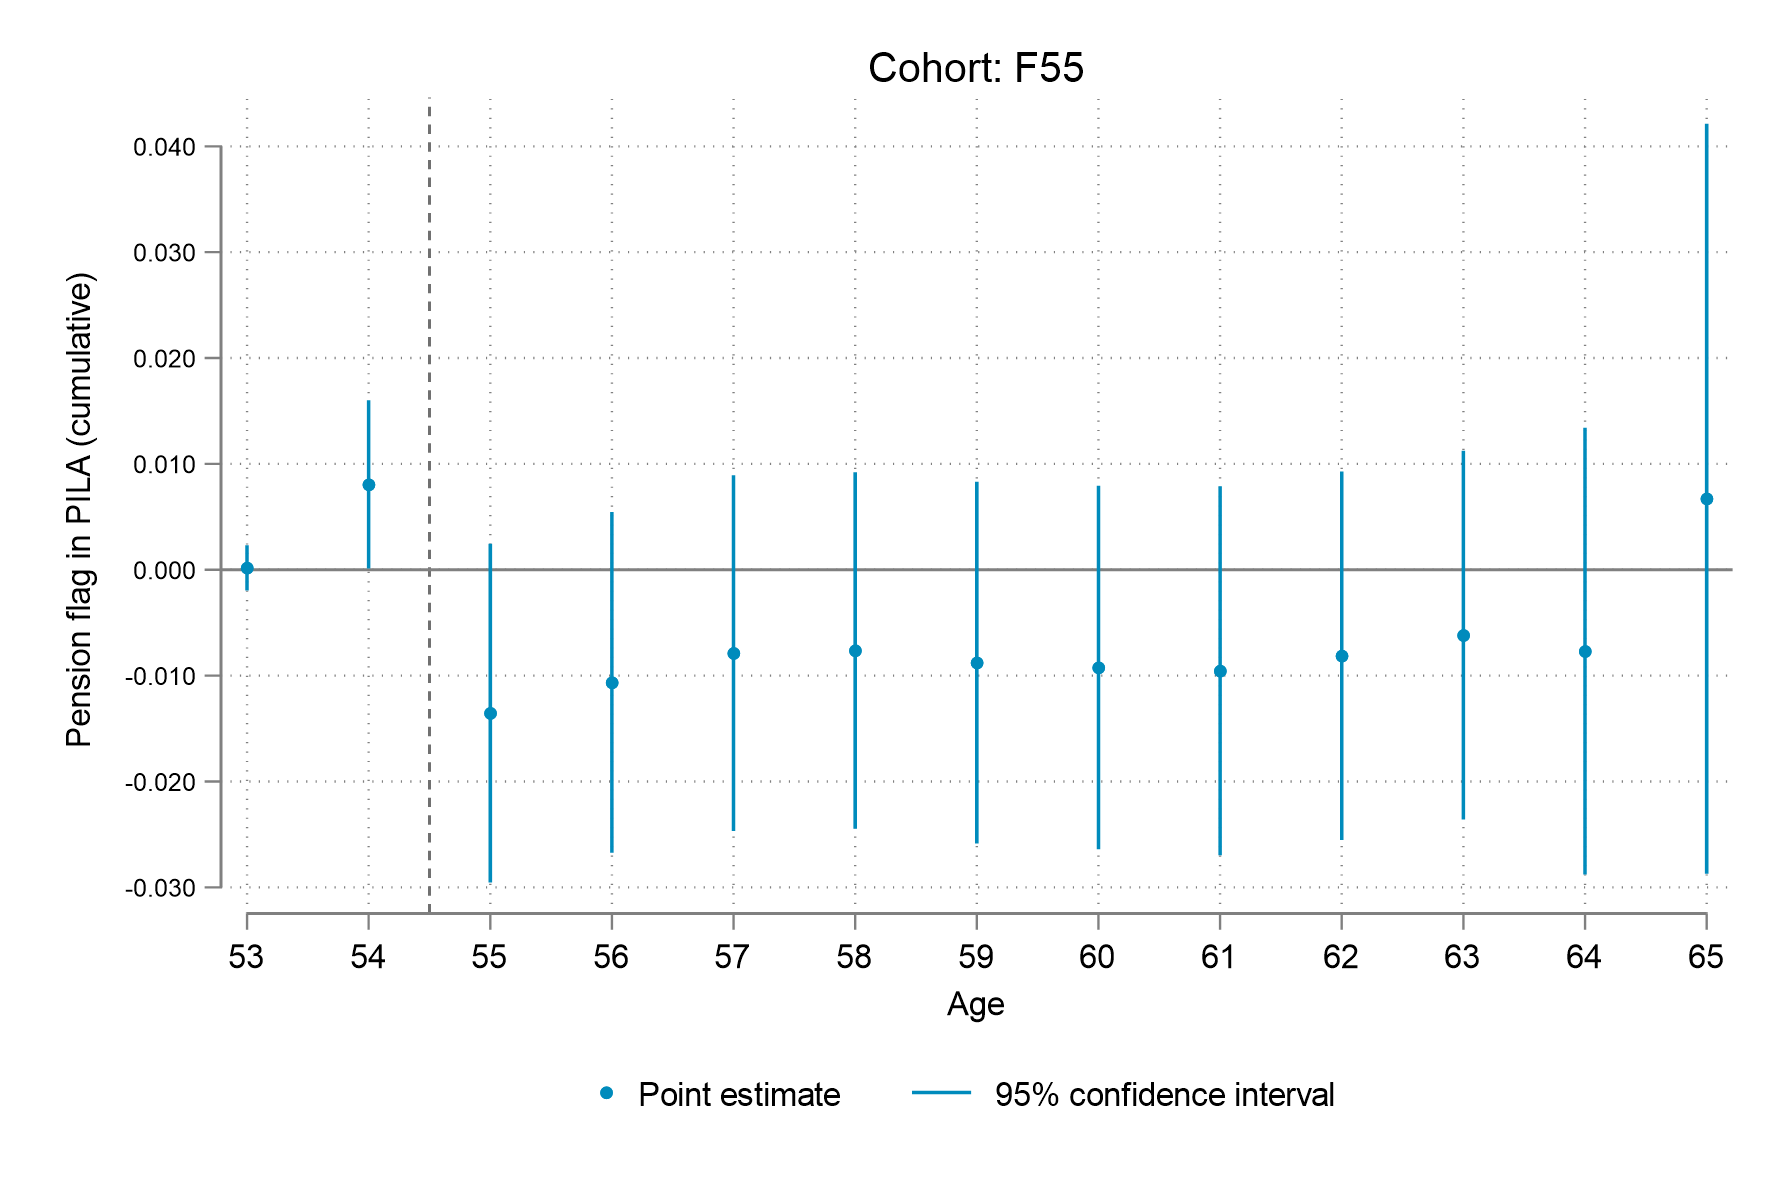 Cohort: F55
Pension flag in PILA (cumulative)
0.040
0.030
0.020
0.010
0.000
-0.010
-0.020
-0.030
53 54 55 56 57 58 59 60 61 62 63 64 65
Age
Point estimate 95% confidence interval